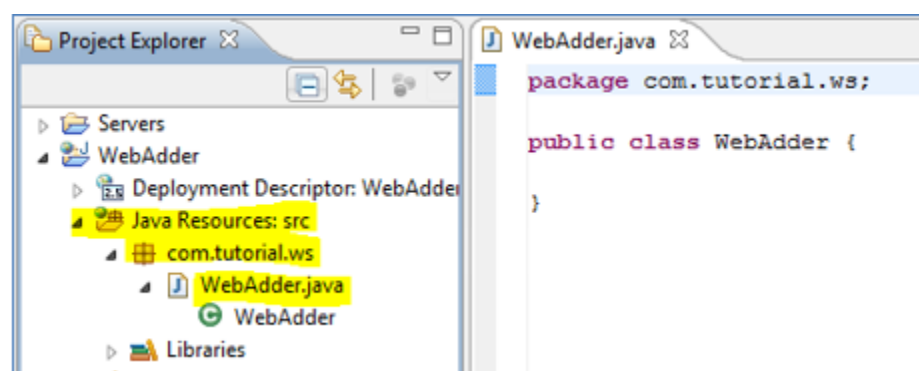 Project Explorer
Servers
WebAdder
Deployment Descriptor: WebAdder
Java Resources: src
com.tutorial.ws
WebAdder.java
WebAdder
Libraries
WebAdder.java
package com.tutorial.ws;
public class WebAdder {
}